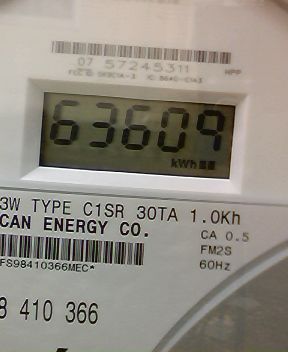 07 57245311
HPP
63609
kWh
3W TYPE C1SR 30TA 1.0Kh
CAN ENERGY CO.
CA 0.5
FM2S
60Hz
FS98410366MEC*
8 410 366